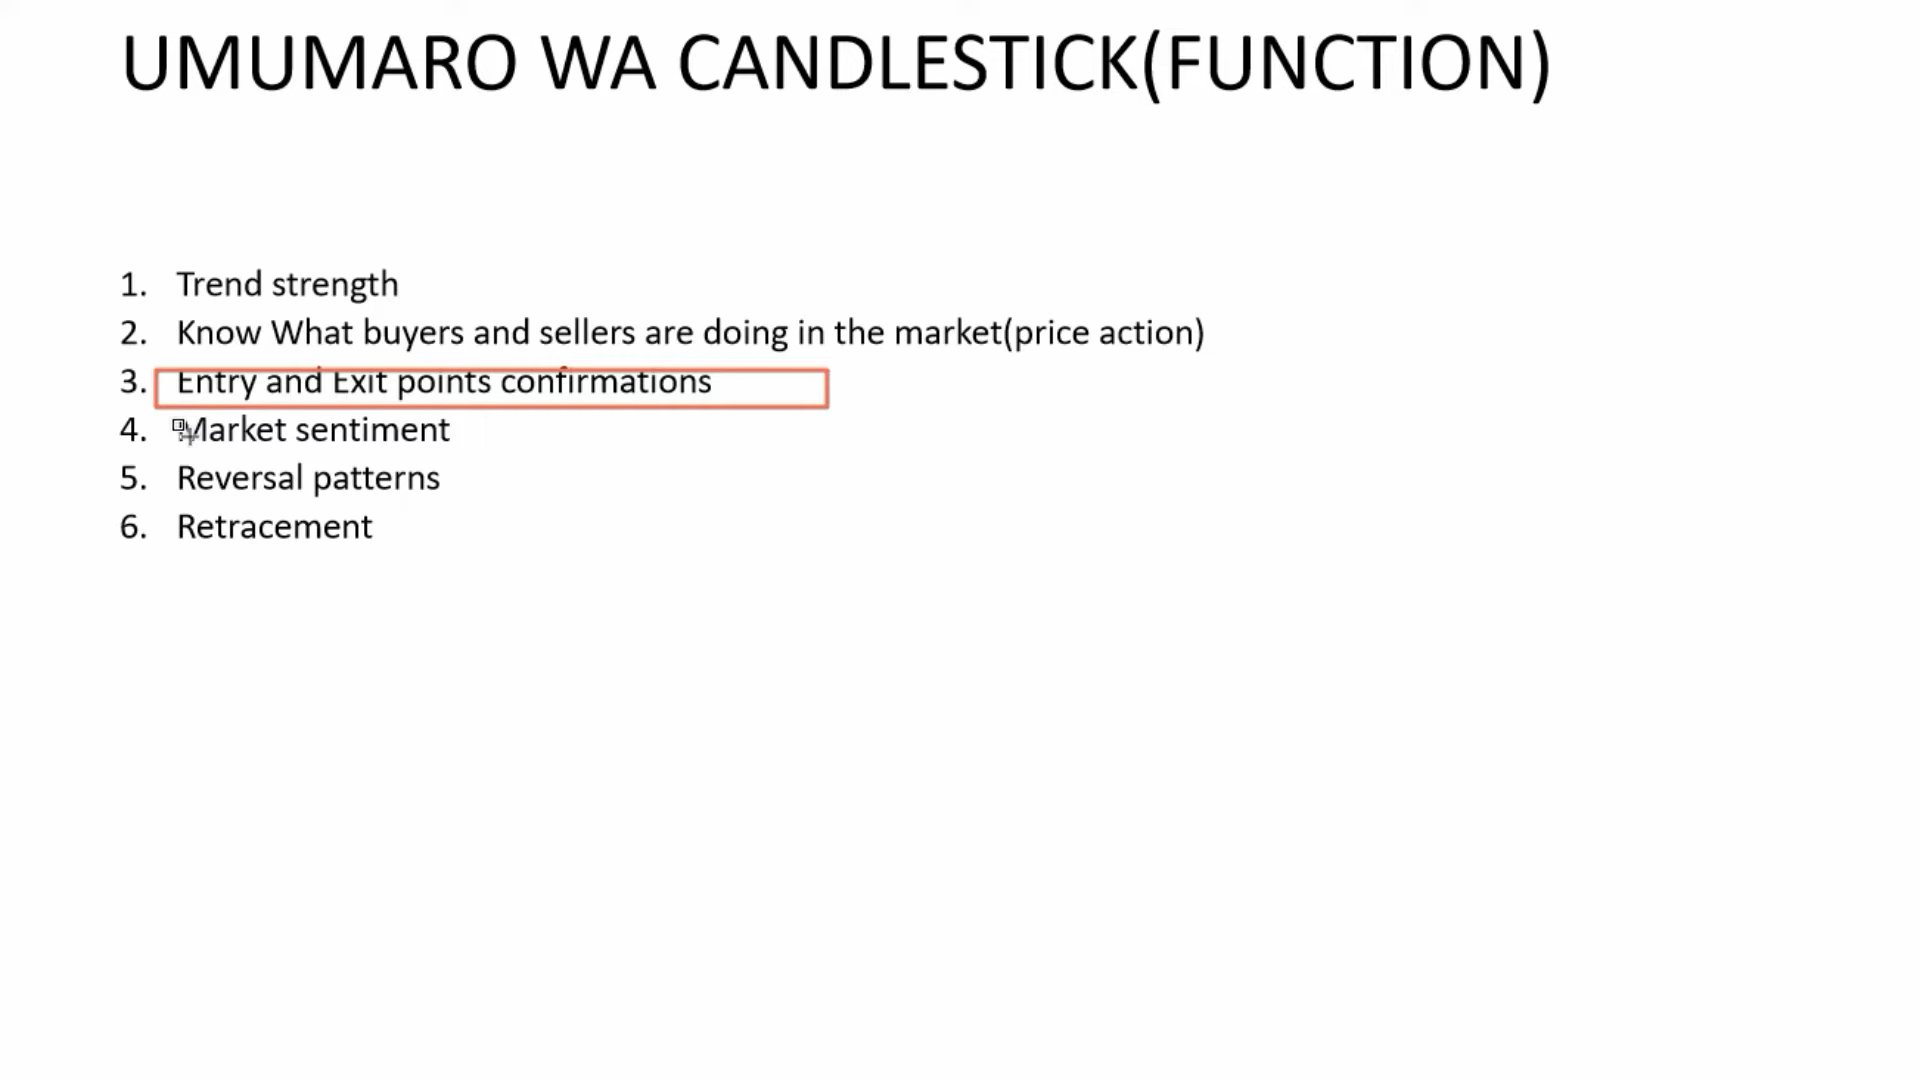 UMUMARO WA CANDLESTICK(FUNCTION)
1. Trend strength
2. Know What buyers and sellers are doing in the market(price action)
3. Entry and Exit points confirmations
4. Market sentiment
5. Reversal patterns
6. Retracement